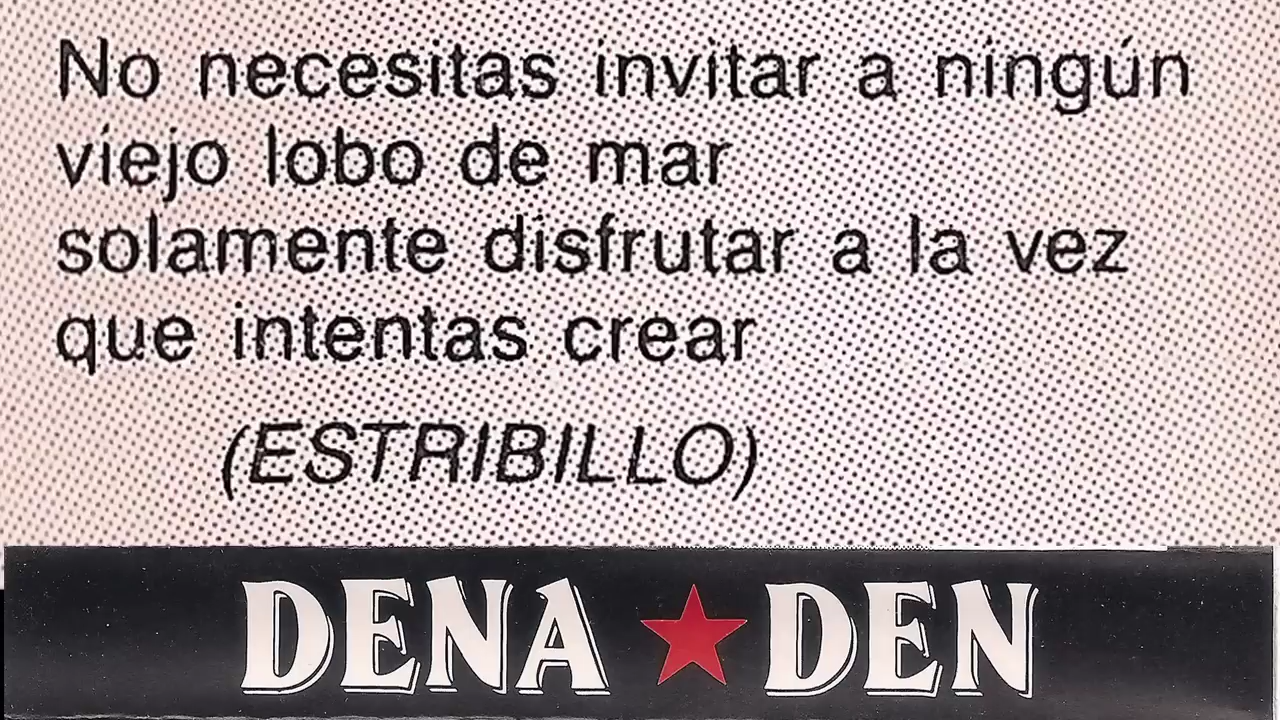 No necesitas invitar a ningún
viejo lobo de mar
solamente disfrutar a la vez
que intentas crear
(ESTRIBILLO)
DENA ★ DEN